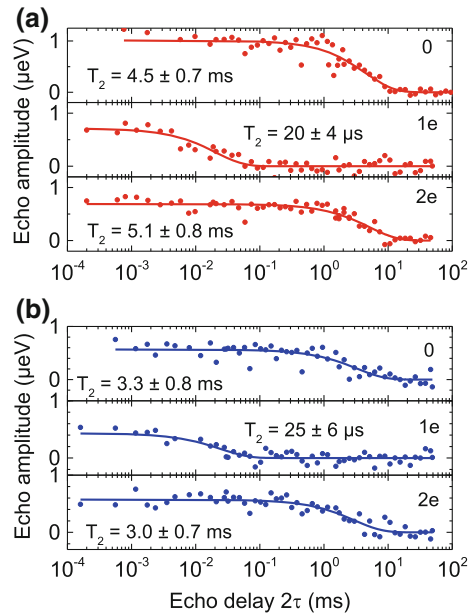 (a)
Echo amplitude (µeV)
1
0
0
T₂ = 4.5 ± 0.7 ms
1
0
1e
T₂ = 20 ± 4 µs
1
0
2e
T₂ = 5.1 ± 0.8 ms
10⁻⁴ 10⁻³ 10⁻² 10⁻¹ 10⁰ 10¹ 10²
(b)
Echo amplitude (µeV)
1
0
0
T₂ = 3.3 ± 0.8 ms
1
0
1e
T₂ = 25 ± 6 µs
1
0
2e
T₂ = 3.0 ± 0.7 ms
10⁻⁴ 10⁻³ 10⁻² 10⁻¹ 10⁰ 10¹ 10²
Echo delay 2τ (ms)